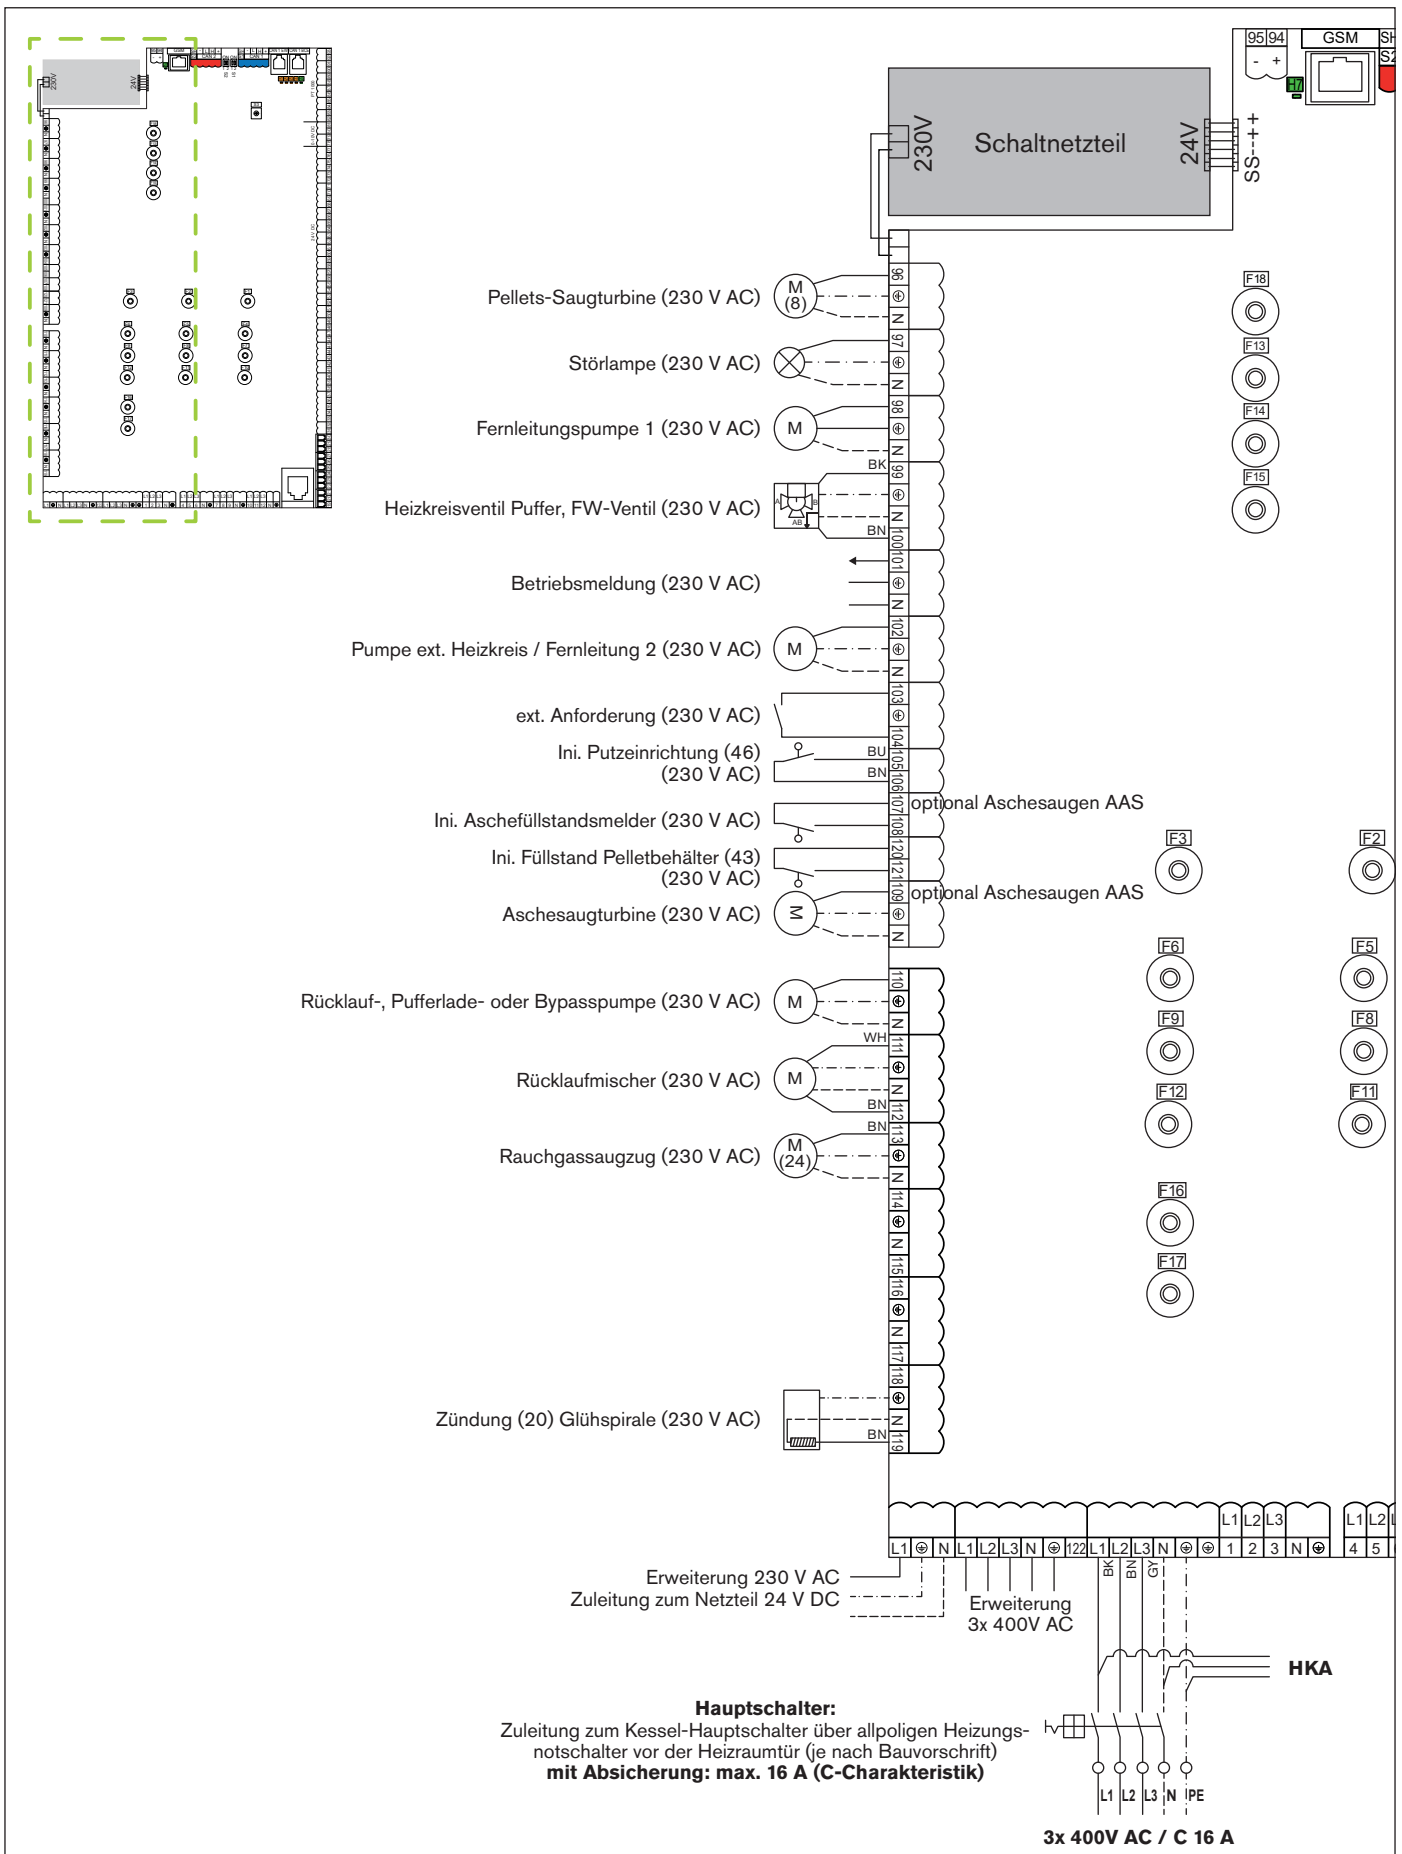 GSM
230V
24V
95 94
GSM
SH
- +
H7
S2
230V
Schaltnetzteil
24V
SS--++
Pellets-Saugturbine (230 V AC)
M
(8)
96
N
F18
Störlampe (230 V AC)
97
N
F13
Fernleitungspumpe 1 (230 V AC)
M
98
N
F14
Heizkreisventil Puffer, FW-Ventil (230 V AC)
A
B
AB
BK
99
N
BN
100
F15
Betriebsmeldung (230 V AC)
101
N
Pumpe ext. Heizkreis / Fernleitung 2 (230 V AC)
M
102
N
ext. Anforderung (230 V AC)
103
104
Ini. Putzeinrichtung (46)
(230 V AC)
BU
105
BN
106
Ini. Aschefüllstandsmelder (230 V AC)
107
108
optional Aschesaugen AAS
Ini. Füllstand Pelletbehälter (43)
(230 V AC)
120
121
F3
F2
Aschesaugturbine (230 V AC)
M
109
N
optional Aschesaugen AAS
Rücklauf-, Pufferlade- oder Bypasspumpe (230 V AC)
M
110
N
F6
F5
Rücklaufmischer (230 V AC)
M
WH
111
N
BN
112
F9
F8
Rauchgassaugzug (230 V AC)
M
(24)
BN
113
N
F12
F11
114
N
115
F16
116
N
117
F17
118
Zündung (20) Glühspirale (230 V AC)
N
BN
119
L1 L2 L3
L1 L2 L
L1 N L1 L2 L3 N 122 L1 L2 L3 N 1 2 3 N 4 5
BK BN GY
Erweiterung 230 V AC
Zuleitung zum Netzteil 24 V DC
Erweiterung
3x 400V AC
HKA
Hauptschalter:
Zuleitung zum Kessel-Hauptschalter über allpoligen Heizungs-
notschalter vor der Heizraumtür (je nach Bauvorschrift)
mit Absicherung: max. 16 A (C-Charakteristik)
L1 L2 L3 N PE
3x 400V AC / C 16 A